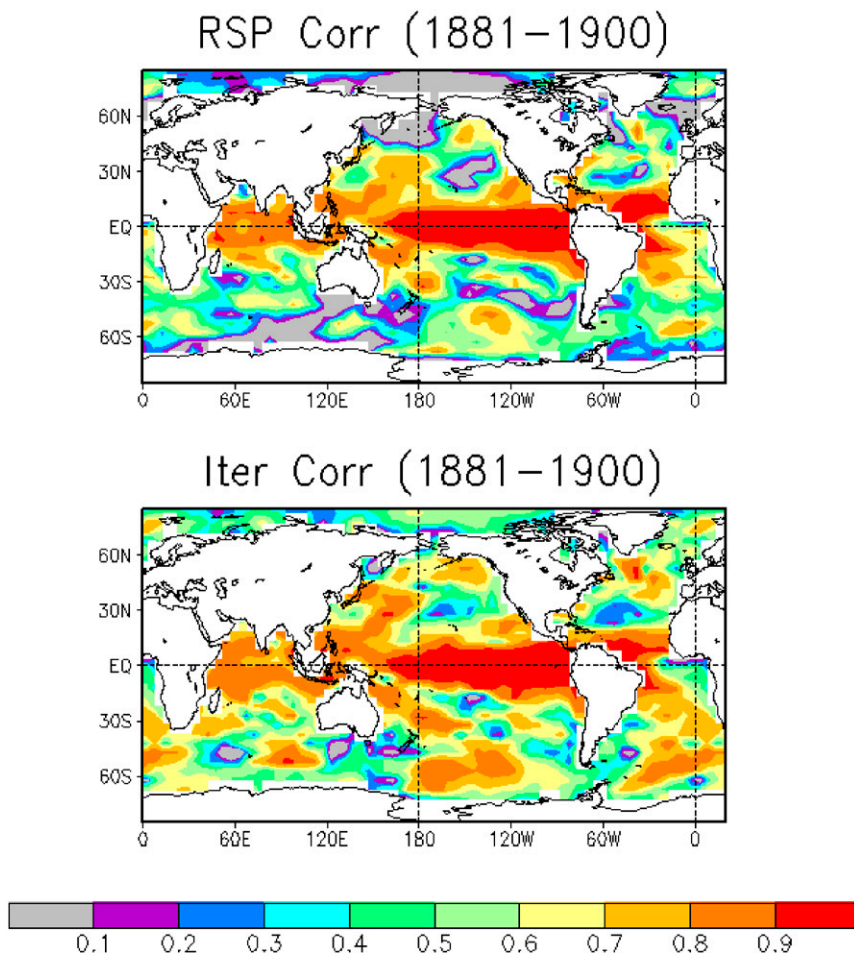 RSP Corr (1881–1900)
60N
30N
EQ
30S
60S
0 60E 120E 180 120W 60W 0
Iter Corr (1881–1900)
60N
30N
EQ
30S
60S
0 60E 120E 180 120W 60W 0
0.1 0.2 0.3 0.4 0.5 0.6 0.7 0.8 0.9